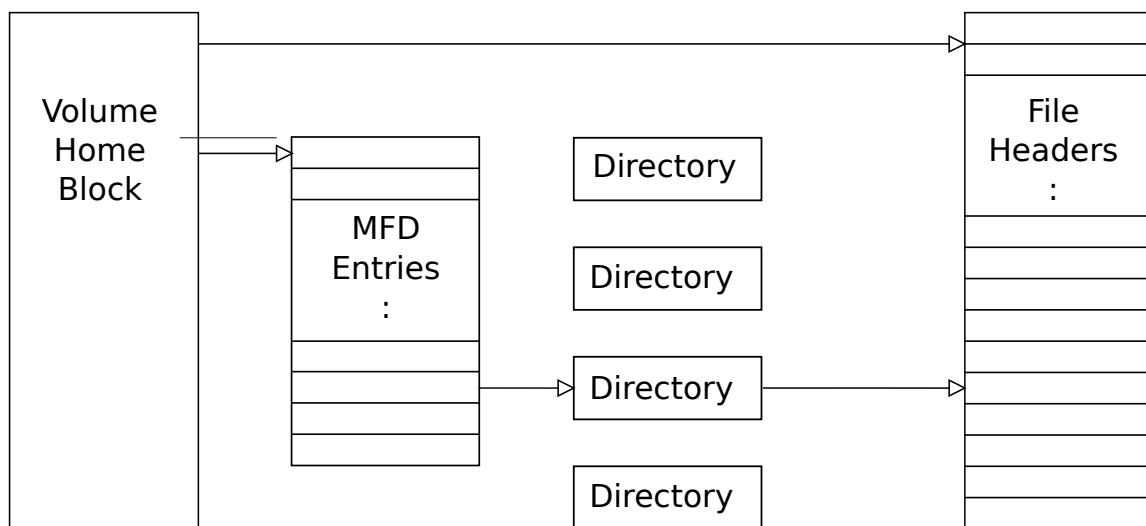 Volume
Home
Block
MFD
Entries
:
Directory
Directory
Directory
Directory
File
Headers
: